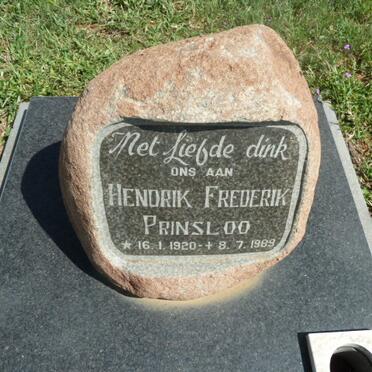 Met Liefde dink
ONS AAN
HENDRIK FREDERIK
PRINSLOO
* 16.1.1920 - + 8.7.1989